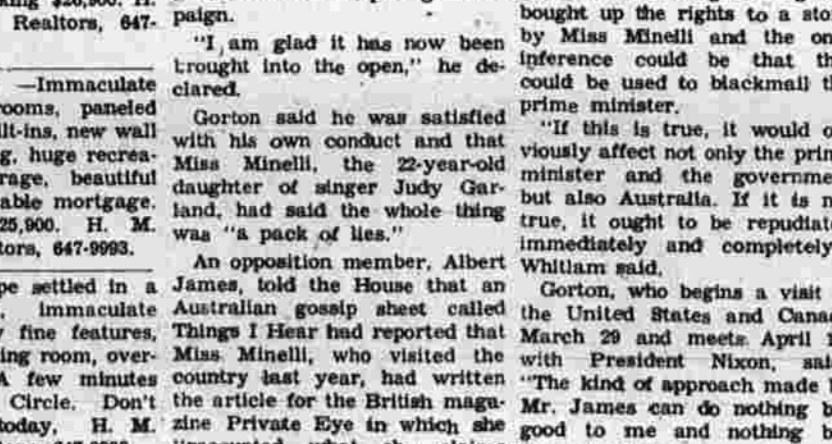 Realtors, 647-
—Immaculate
rooms, paneled
ilt-ins, new wall
g, huge recrea-
rage, beautiful
able mortgage.
25,900. H. M.
tors, 647-9993.
pe settled in a
immaculate
fine features,
ing room, over-
A few minutes
Circle. Don't
today, H. M.
paign.
"I am glad it has now been
brought into the open," he de-
clared.
Gorton said he was satisfied
with his own conduct and that
Miss Minelli, the 22-year-old
daughter of singer Judy Gar-
land, had said the whole thing
was "a pack of lies."
An opposition member, Albert
James, told the House that an
Australian gossip sheet called
Things I Hear had reported that
Miss Minelli, who visited the
country last year, had written
the article for the British maga-
zine Private Eye in which she
bought up the rights to a sto
by Miss Minelli and the on
inference could be that th
could be used to blackmail t
prime minister.
"If this is true, it would o
viously affect not only the prim
minister and the governme
but also Australia. If it is n
true, it ought to be repudiat
immediately and completely
Whitlam said.
Gorton, who begins a visit
the United States and Cana
March 29 and meets April 1
with President Nixon, sai
"The kind of approach made
Mr. James can do nothing b
good to me and nothing b